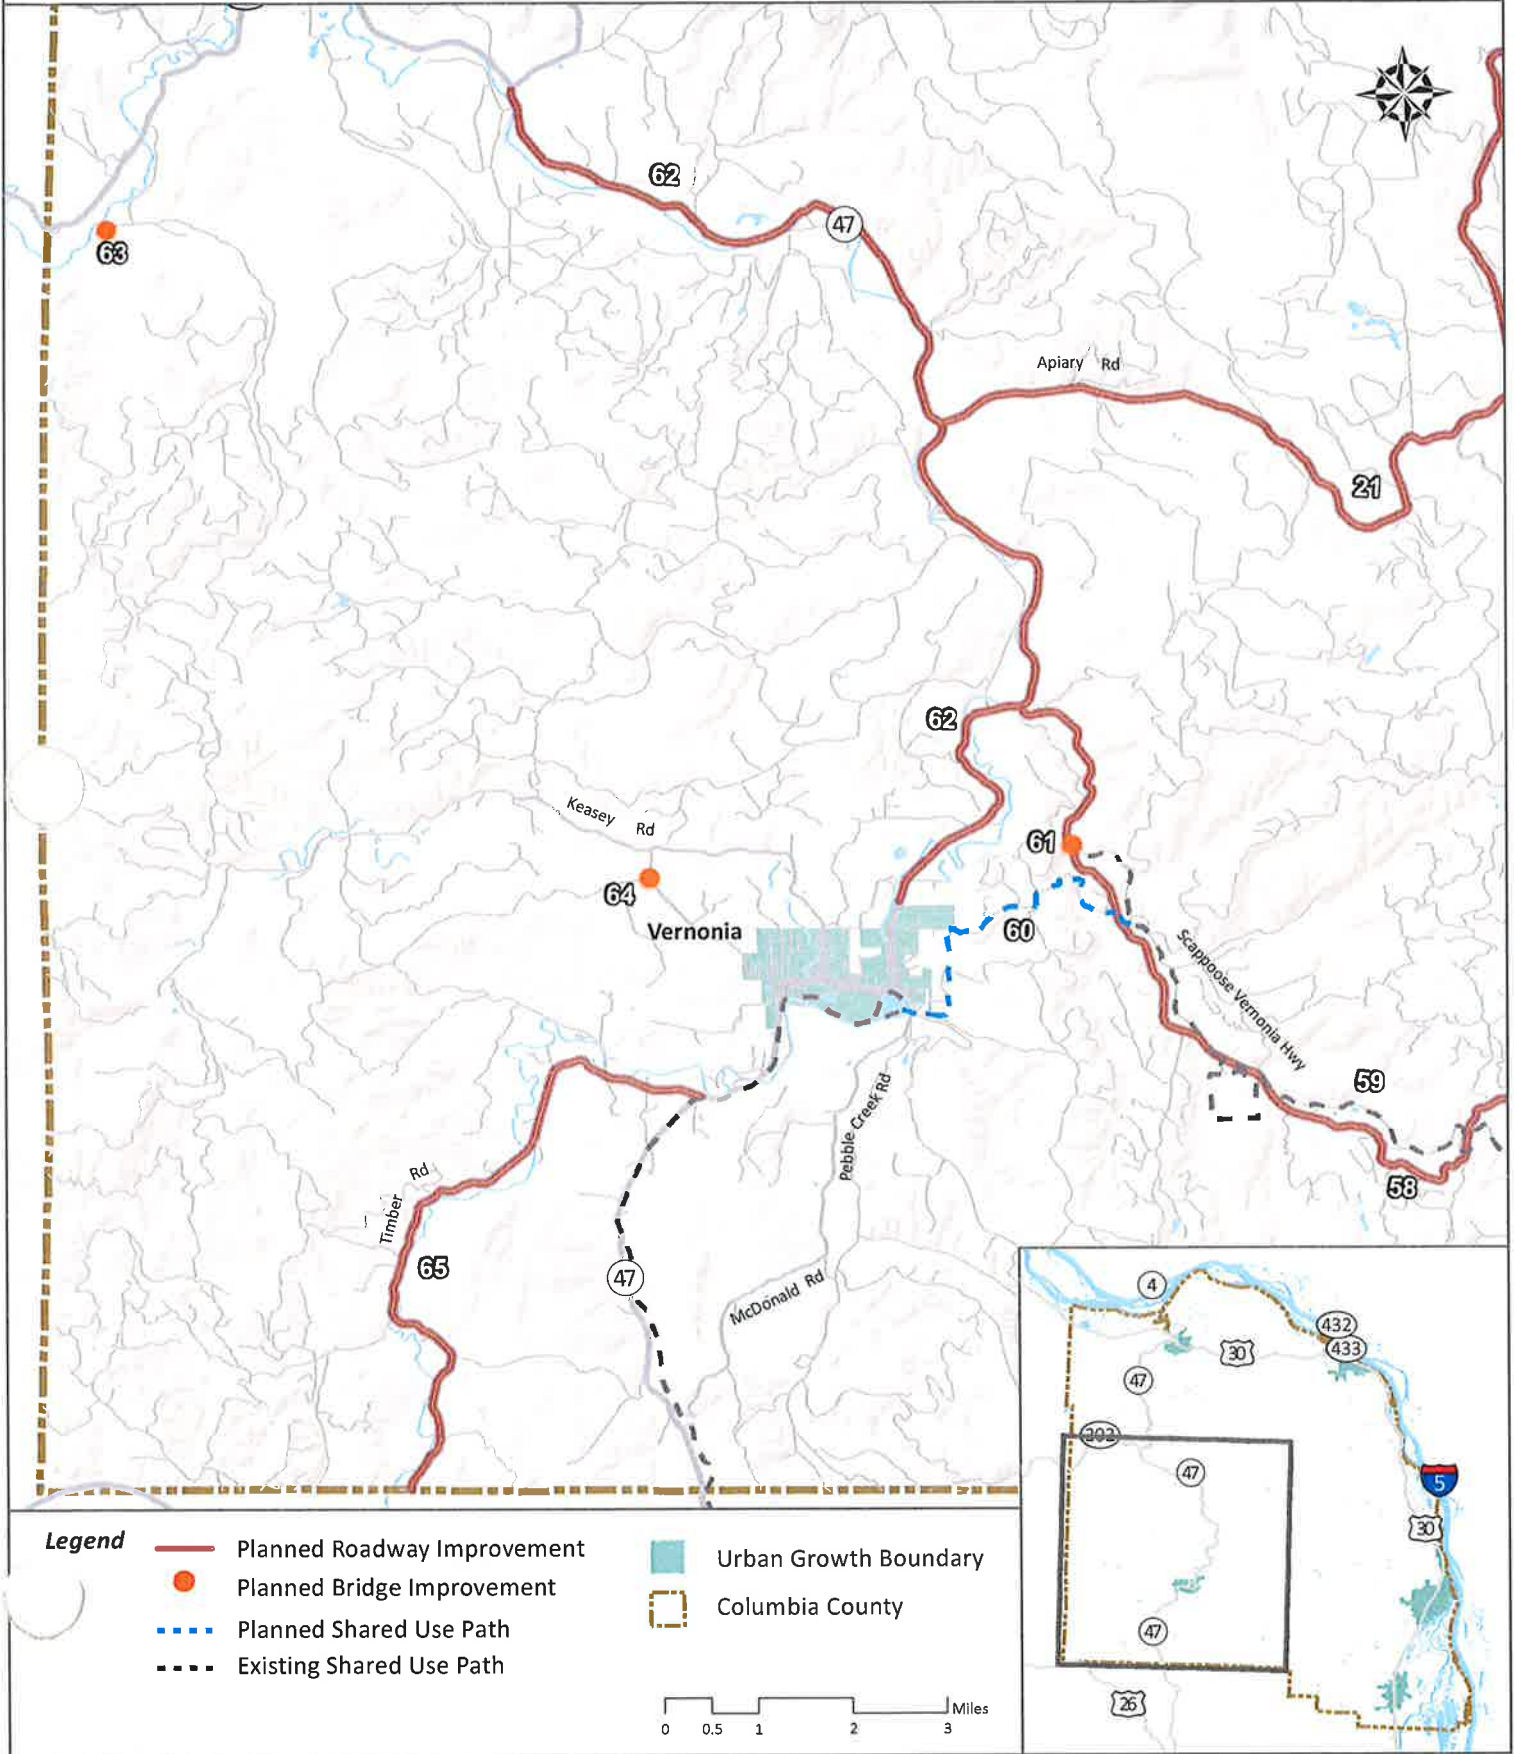 62
47
63
Apiary Rd
21
62
Keasey Rd
61
64
Vernonia
60
Scappoose Vernonia Hwy
59
Pebble Creek Rd
58
Timber Rd
65
47
McDonald Rd
4
432
433
30
47
202
47
5
30
47
26
Legend
Planned Roadway Improvement
Planned Bridge Improvement
Planned Shared Use Path
Existing Shared Use Path
Urban Growth Boundary
Columbia County
Miles
0 0.5 1 2 3